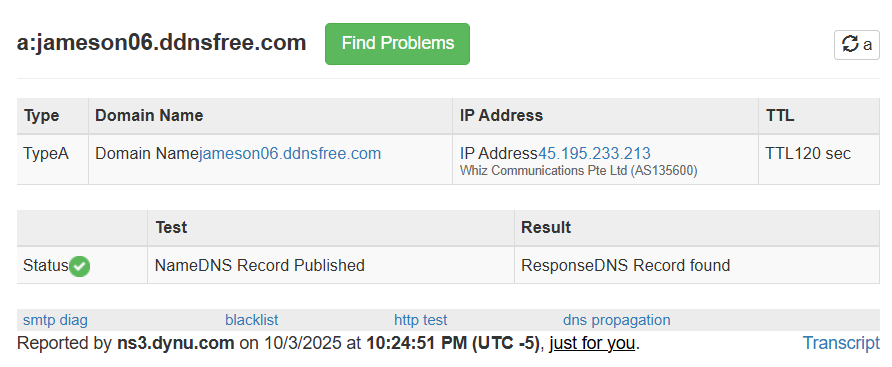 a:jameson06.ddnsfree.com Find Problems a
Type Domain Name IP Address TTL
TypeA Domain Namejameson06.ddnsfree.com IP Address45.195.233.213 TTL120 sec
Whiz Communications Pte Ltd (AS135600)
Test Result
Status NameDNS Record Published ResponseDNS Record found
smtp diag blacklist http test dns propagation
Reported by ns3.dynu.com on 10/3/2025 at 10:24:51 PM (UTC -5), just for you. Transcript